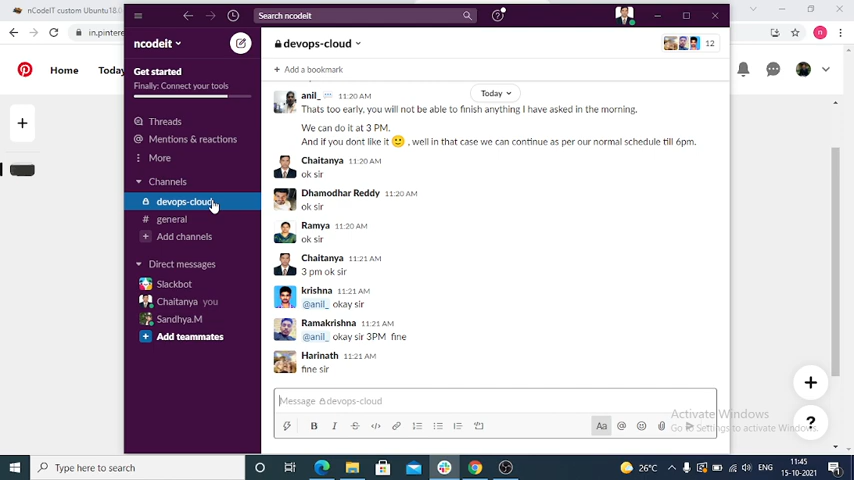 nCodeIT custom Ubuntu18
Search ncodeit
in.pintere
ncodeit
devops-cloud
12
Home
Today
Get started
Finally: Connect your tools
Add a bookmark
Today
anil_ 11:20 AM
Thats too early, you will not be able to finish anything I have asked in the morning.
We can do it at 3 PM.
And if you dont like it 🙂 , well in that case we can continue as per our normal schedule till 6pm.
Threads
Mentions & reactions
More
Channels
devops-cloud
general
Add channels
Direct messages
Slackbot
Chaitanya you
Sandhya.M
Add teammates
Chaitanya 11:20 AM
ok sir
Dhamodhar Reddy 11:20 AM
ok sir
Ramya 11:20 AM
ok sir
Chaitanya 11:21 AM
3 pm ok sir
krishna 11:21 AM
@anil_ okay sir
Ramakrishna 11:21 AM
@anil_ okay sir 3PM fine
Harinath 11:21 AM
fine sir
Message devops-cloud
Aa
Activate Windows
Go to Settings to activate Windows.
Type here to search
26°C
ENG
11:45
15-10-2021